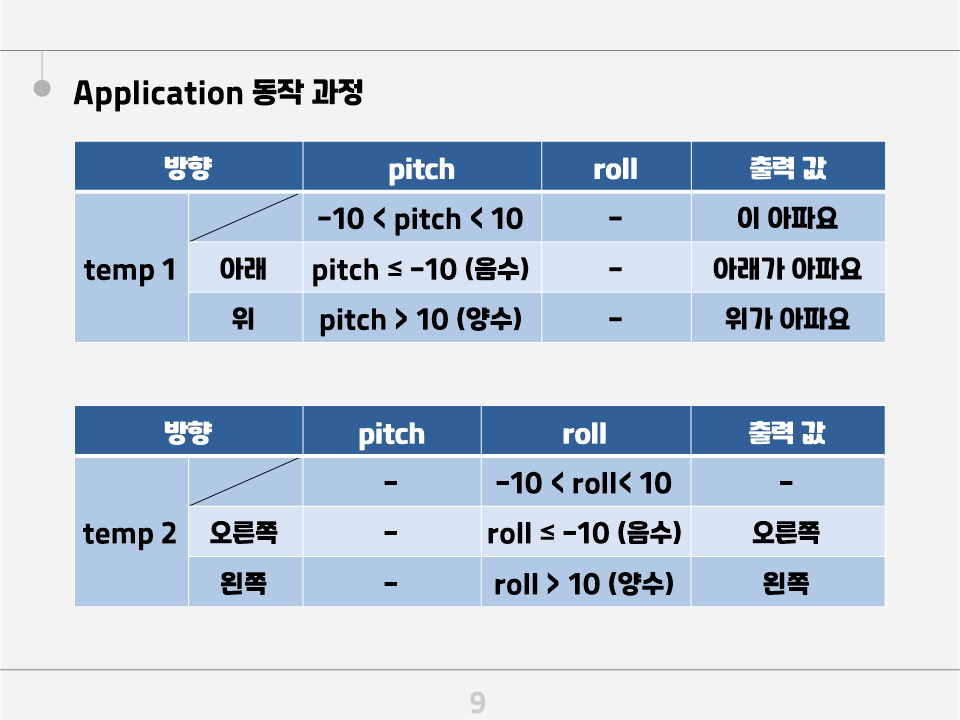 Application 동작 과정
방향 pitch roll 출력 값
-10 < pitch < 10 - 이 아파요
temp 1 아래 pitch ≤ -10 (음수) - 아래가 아파요
위 pitch > 10 (양수) - 위가 아파요
방향 pitch roll 출력 값
- -10 < roll< 10 -
temp 2 오른쪽 - roll ≤ -10 (음수) 오른쪽
왼쪽 - roll > 10 (양수) 왼쪽
9